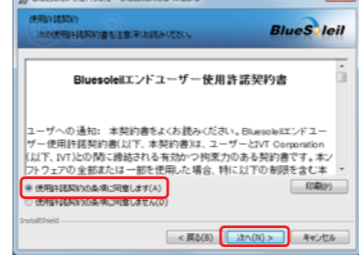 使用許諾契約
次の使用許諾契約書を注意深くお読みください。
BlueSoleil
Bluesoleilエンドユーザー使用許諾契約書
ユーザへの通知: 本契約書をよくお読みください。Bluesoleilエンドユー
ザー使用許諾契約書(以下、本契約書)は、ユーザーとIVT Corporation
(以下、IVT)との間に締結される有効かつ拘束力のある契約書です。本ソ
フトウェアの全部または一部を使用した場合、特に以下の制限を含む本
使用許諾契約の条項に同意します(A)
印刷(P)
使用許諾契約の条項に同意しません(D)
InstallShield
< 戻る(B)
次へ(N) >
キャンセル